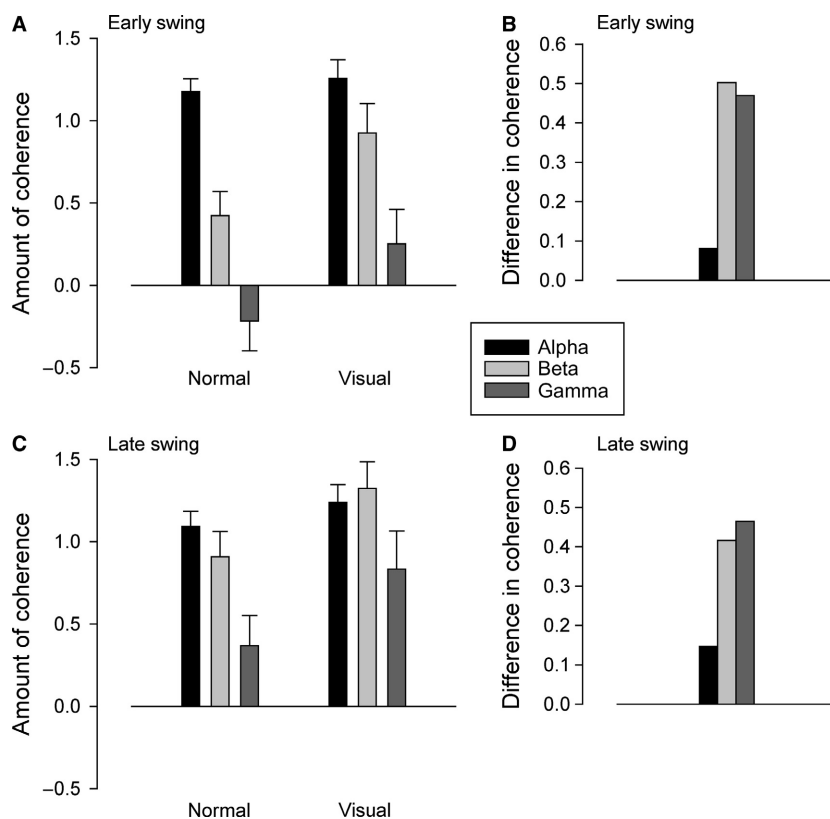 A Early swing
1.5
1.0
0.5
0.0
−0.5
Amount of coherence
Normal Visual
B Early swing
0.6
0.5
0.4
0.3
0.2
0.1
0.0
Difference in coherence
Alpha
Beta
Gamma
C Late swing
1.5
1.0
0.5
0.0
−0.5
Amount of coherence
Normal Visual
D Late swing
0.6
0.5
0.4
0.3
0.2
0.1
0.0
Difference in coherence